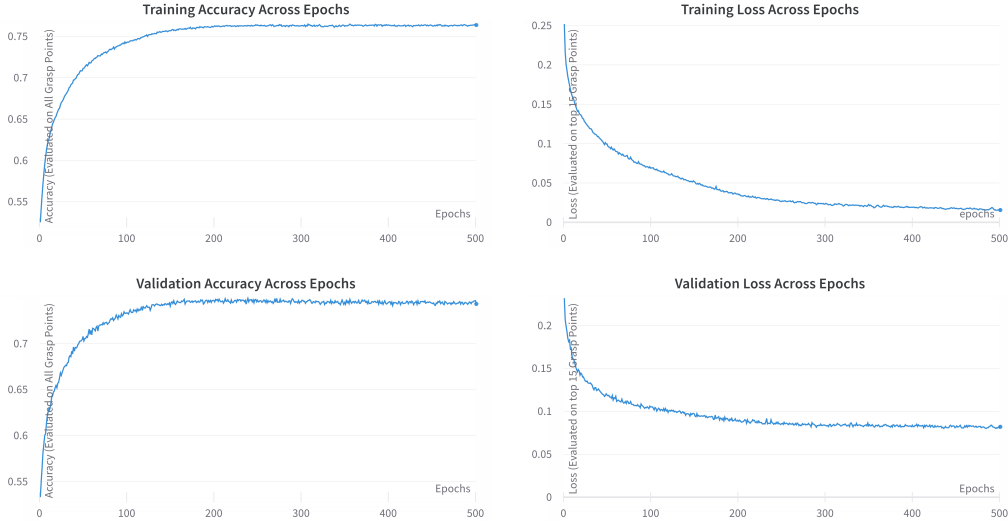 Training Accuracy Across Epochs
Accuracy (Evaluated on All Grasp Points)
0.75
0.7
0.65
0.6
0.55
Epochs
0 100 200 300 400 500
Training Loss Across Epochs
Loss (Evaluated on top 15 Grasp Points)
0.25
0.2
0.15
0.1
0.05
0
epochs
0 100 200 300 400 500
Validation Accuracy Across Epochs
Accuracy (Evaluated on All Grasp Points)
0.7
0.65
0.6
0.55
Epochs
0 100 200 300 400 500
Validation Loss Across Epochs
Loss (Evaluated on top 15 Grasp Points)
0.2
0.15
0.1
0.05
0
Epochs
0 100 200 300 400 500